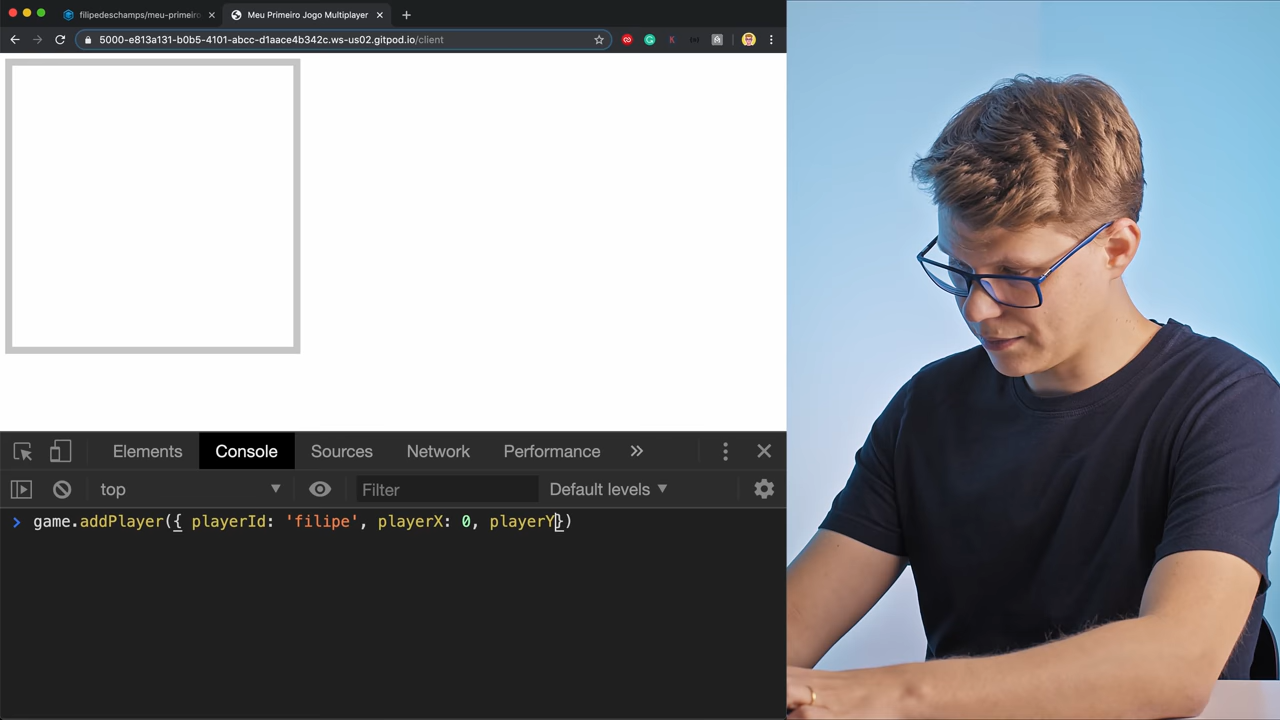 filipedeschamps/meu-primeiro
Meu Primeiro Jogo Multiplayer
5000-e813a131-b0b5-4101-abcc-d1aace4b342c.ws-us02.gitpod.io/client
Elements Console Sources Network Performance »
top Filter Default levels
> game.addPlayer({ playerId: 'filipe', playerX: 0, playerY})